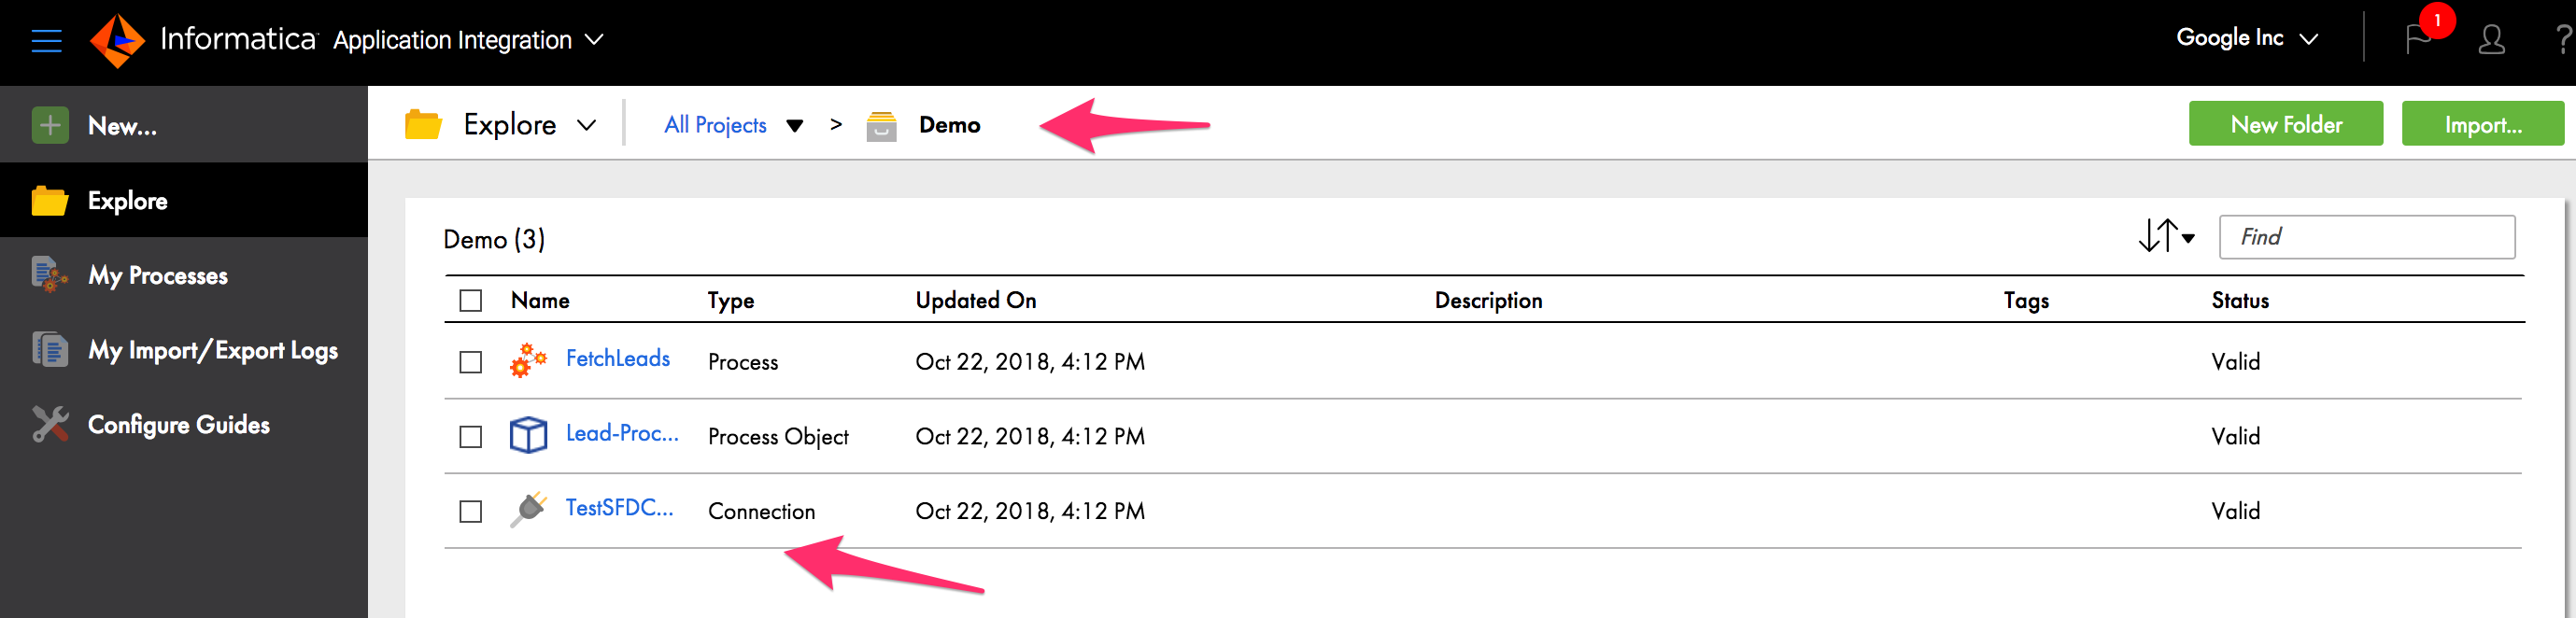 Informatica Application Integration Google Inc 1 ?
New...
Explore
My Processes
My Import/Export Logs
Configure Guides
Explore All Projects > Demo New Folder Import...
Demo (3) Find
Name Type Updated On Description Tags Status
FetchLeads Process Oct 22, 2018, 4:12 PM Valid
Lead-Proc... Process Object Oct 22, 2018, 4:12 PM Valid
TestSFDC... Connection Oct 22, 2018, 4:12 PM Valid